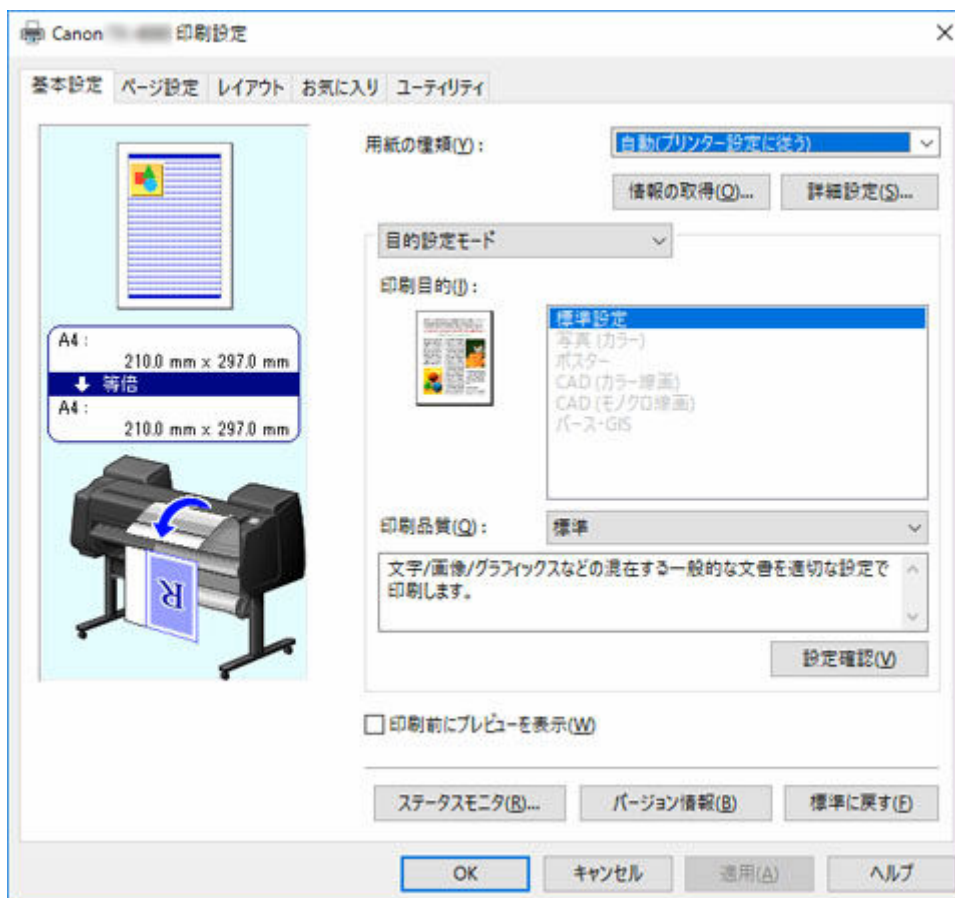 Canon 印刷設定
基本設定 ページ設定 レイアウト お気に入り ユーティリティ
用紙の種類(Y):
自動(プリンター設定に従う)
情報の取得(O)... 詳細設定(S)...
目的設定モード
印刷目的(I):
標準設定
写真 (カラー)
ポスター
CAD (カラー線画)
CAD (モノクロ線画)
パース・GIS
A4 :
210.0 mm x 297.0 mm
等倍
A4 :
210.0 mm x 297.0 mm
R
印刷品質(Q): 標準
文字/画像/グラフィックスなどの混在する一般的な文書を適切な設定で
印刷します。
設定確認(V)
印刷前にプレビューを表示(W)
ステータスモニタ(R)... バージョン情報(B) 標準に戻す(F)
OK キャンセル 適用(A) ヘルプ